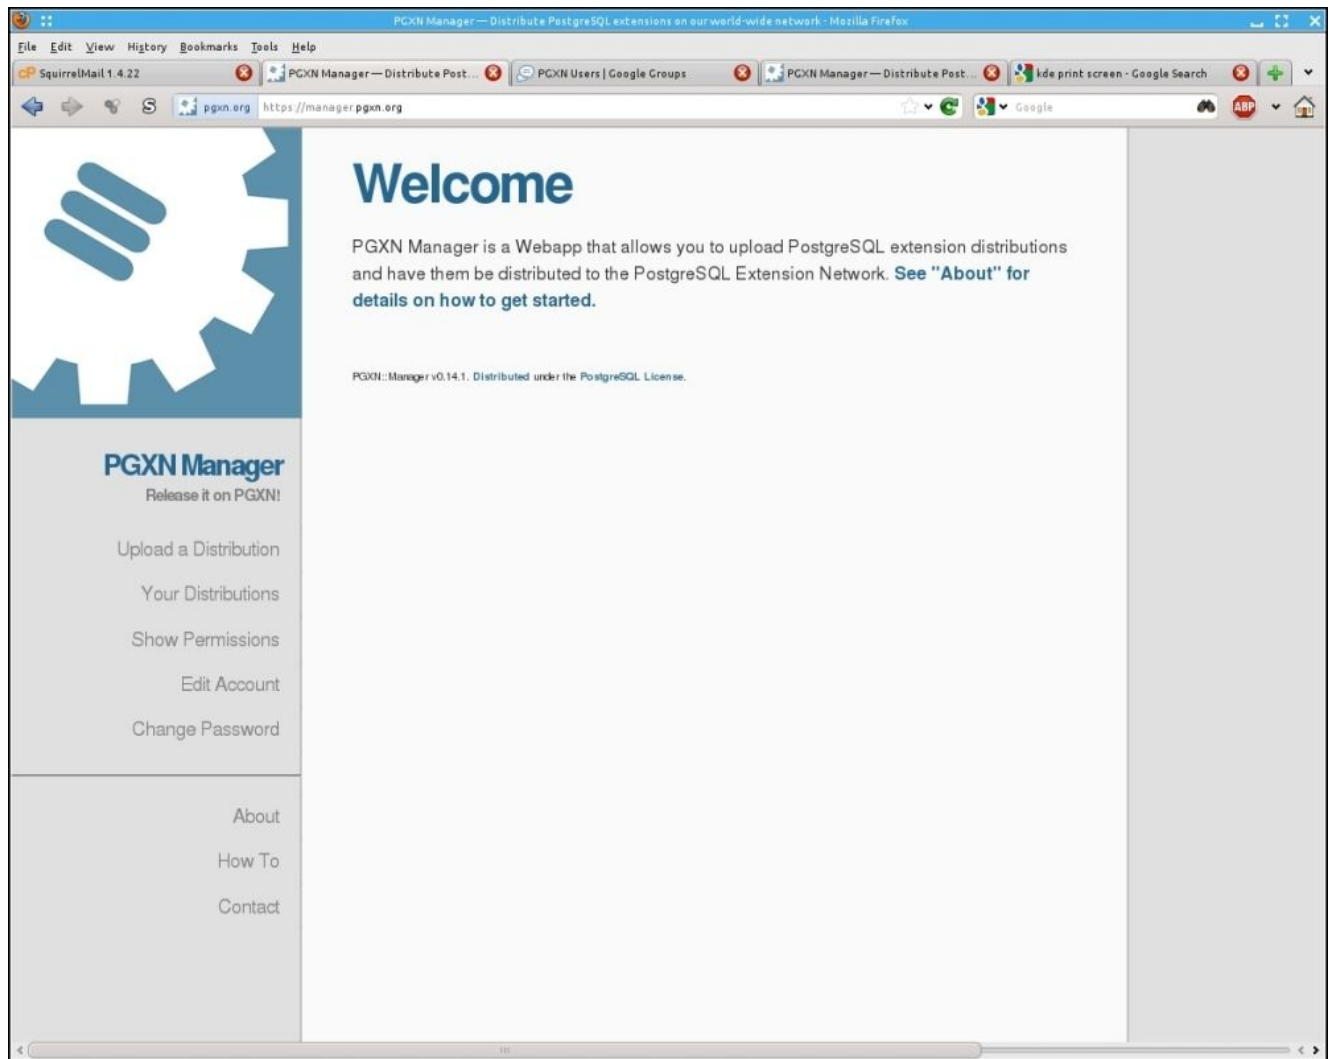 PGXN Manager — Distribute PostgreSQL extensions on our world-wide network - Mozilla Firefox
File Edit View History Bookmarks Tools Help
cP SquirrelMail 1.4.22 PGXN Manager — Distribute Post... PGXN Users | Google Groups PGXN Manager — Distribute Post... kde print screen - Google Search
S pgxn.org https://manager.pgxn.org Google ABP
Welcome
PGXN Manager is a Webapp that allows you to upload PostgreSQL extension distributions
and have them be distributed to the PostgreSQL Extension Network. See "About" for
details on how to get started.
PGXN::Manager v0.14.1. Distributed under the PostgreSQL License.
PGXN Manager
Release it on PGXN!
Upload a Distribution
Your Distributions
Show Permissions
Edit Account
Change Password
About
How To
Contact